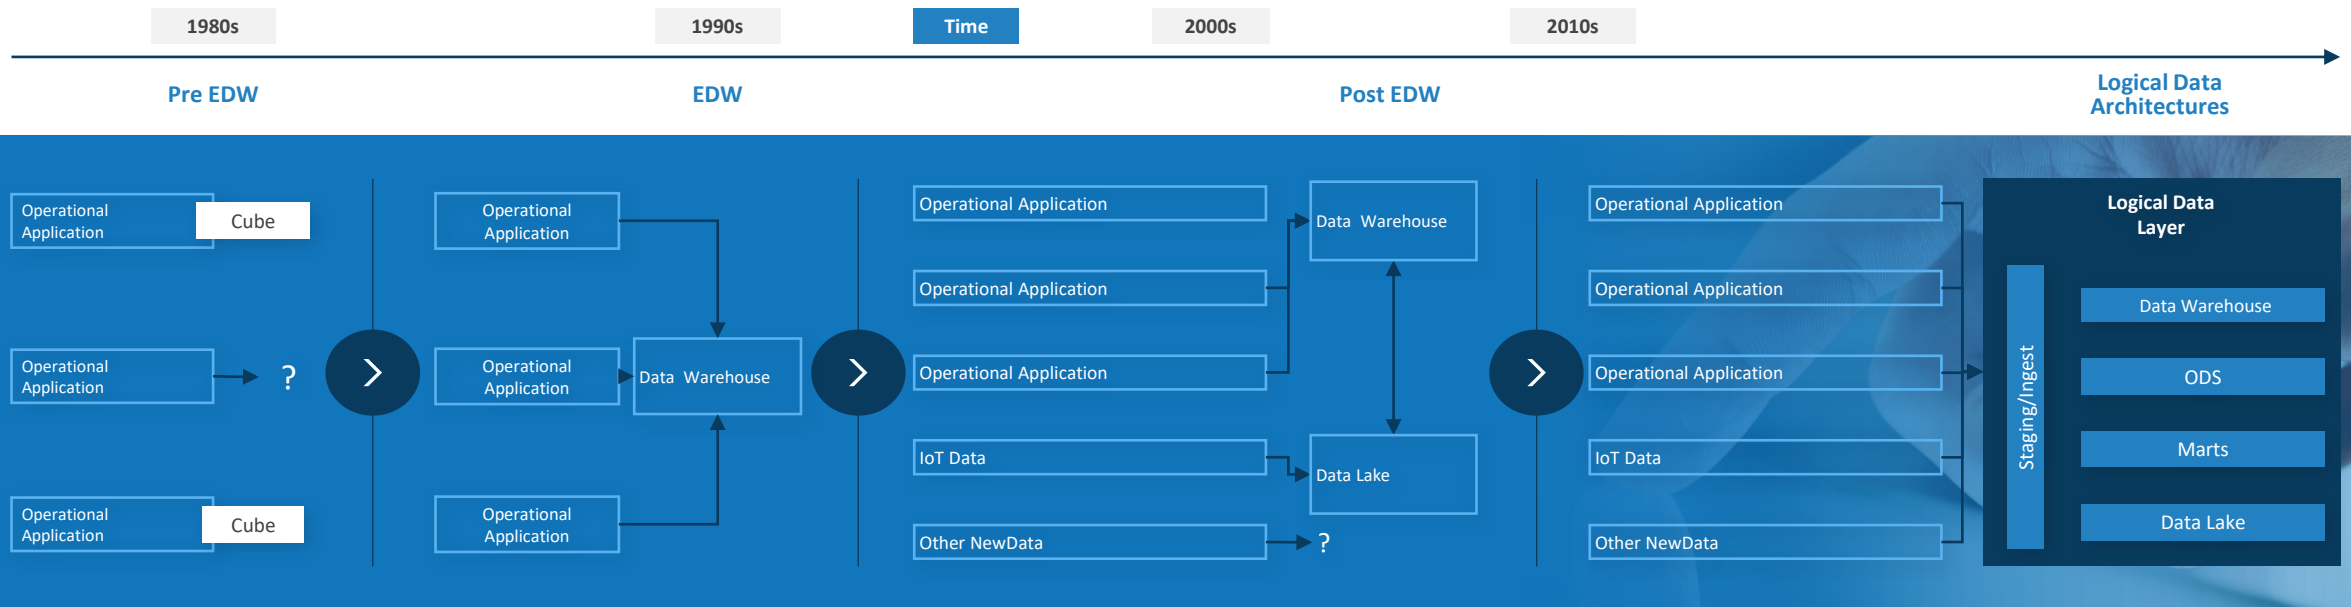 1980s
1990s
Time
2000s
2010s
Pre EDW
EDW
Post EDW
Logical Data
Architectures
Operational
Application
Cube
Operational
Application
?
Operational
Application
Cube
Operational
Application
Operational
Application
Data Warehouse
Operational
Application
Operational Application
Data Warehouse
Operational Application
Operational Application
IoT Data
Data Lake
Other NewData
?
Operational Application
Operational Application
Operational Application
IoT Data
Other NewData
Logical Data
Layer
Staging/Ingest
Data Warehouse
ODS
Marts
Data Lake